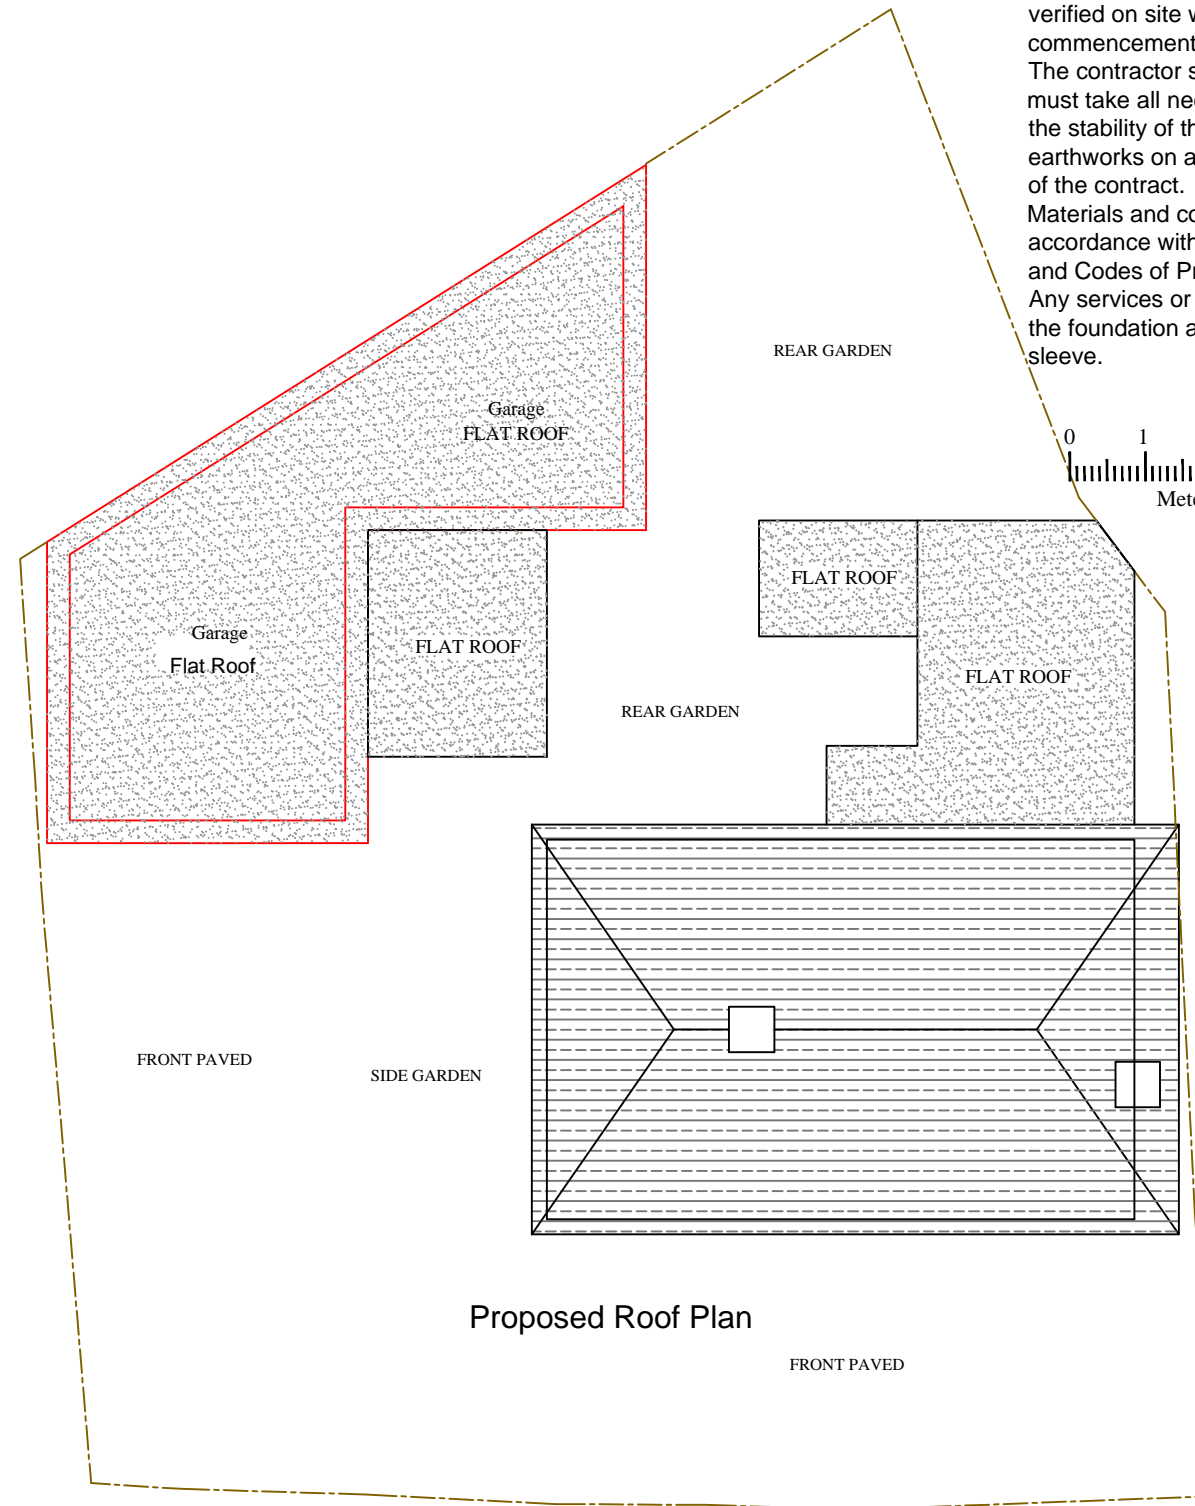 verified on site
commencement
The contractor
must take all
the stability of
earthworks on
of the contract.
Materials and
accordance with
and Codes of
Any services or
the foundation
sleeve.
REAR GARDEN
0 1
Garage
FLAT ROOF
FLAT ROOF
Garage
Flat Roof
FLAT ROOF
FLAT ROOF
REAR GARDEN
FRONT PAVED
SIDE GARDEN
Proposed Roof Plan
FRONT PAVED